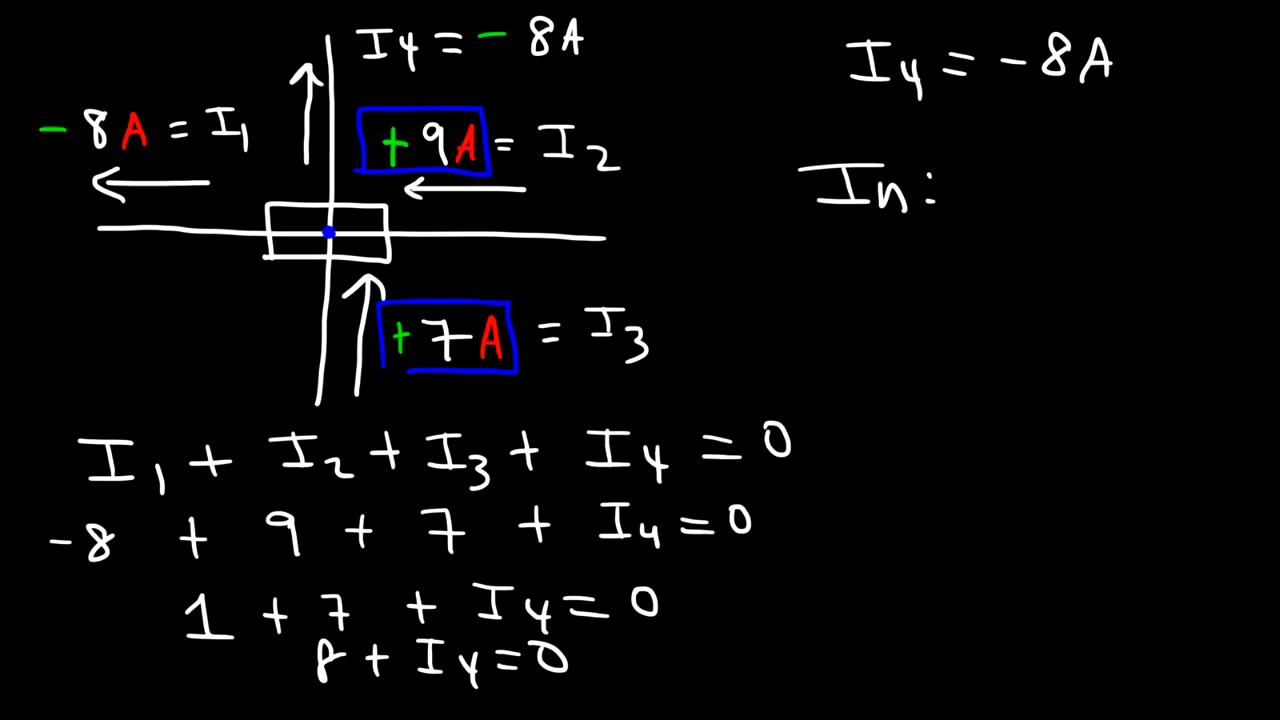 I4 = - 8A
I4 = -8A
- 8A = I1
+ 9A = I2
In:
+ 7A = I3
I1 + I2 + I3 + I4 = 0
-8 + 9 + 7 + I4 = 0
1 + 7 + I4 = 0
8 + I4 = 0